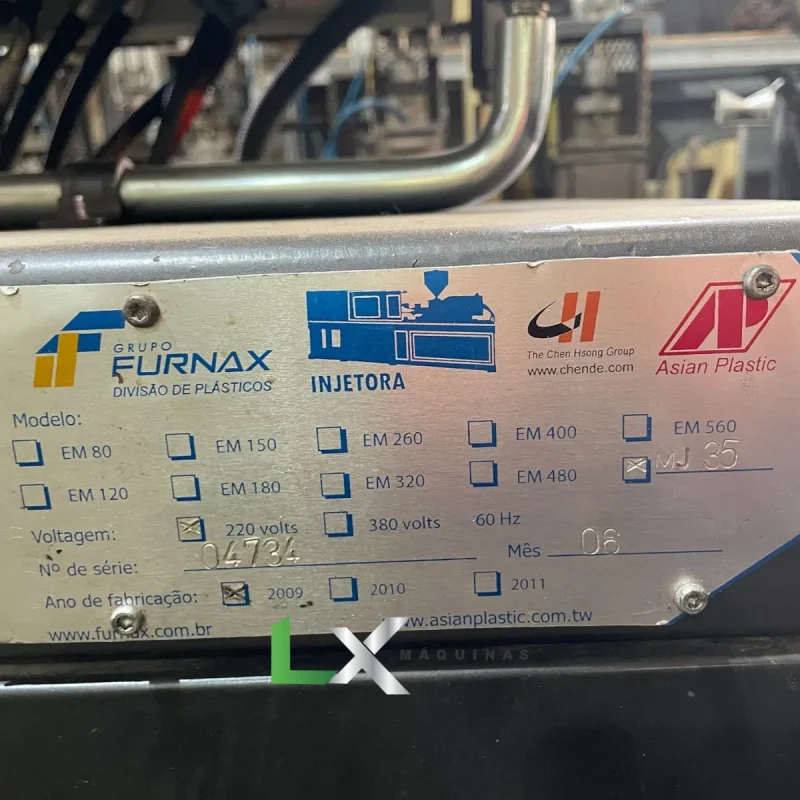 GRUPO
FURNAX
DIVISÃO DE PLÁSTICOS
INJETORA
CH
The Chen Hsong Group
www.chende.com
AP
Asian Plastic
Modelo:
EM 80 EM 150 EM 260 EM 400 EM 560
EM 120 EM 180 EM 320 EM 480 MJ 35
Voltagem: 220 volts 380 volts 60 Hz
Nº de série: 04734 Mês 06
Ano de fabricação: 2009 2010 2011
www.furnax.com.br www.asianplastic.com.tw
LX MÁQUINAS